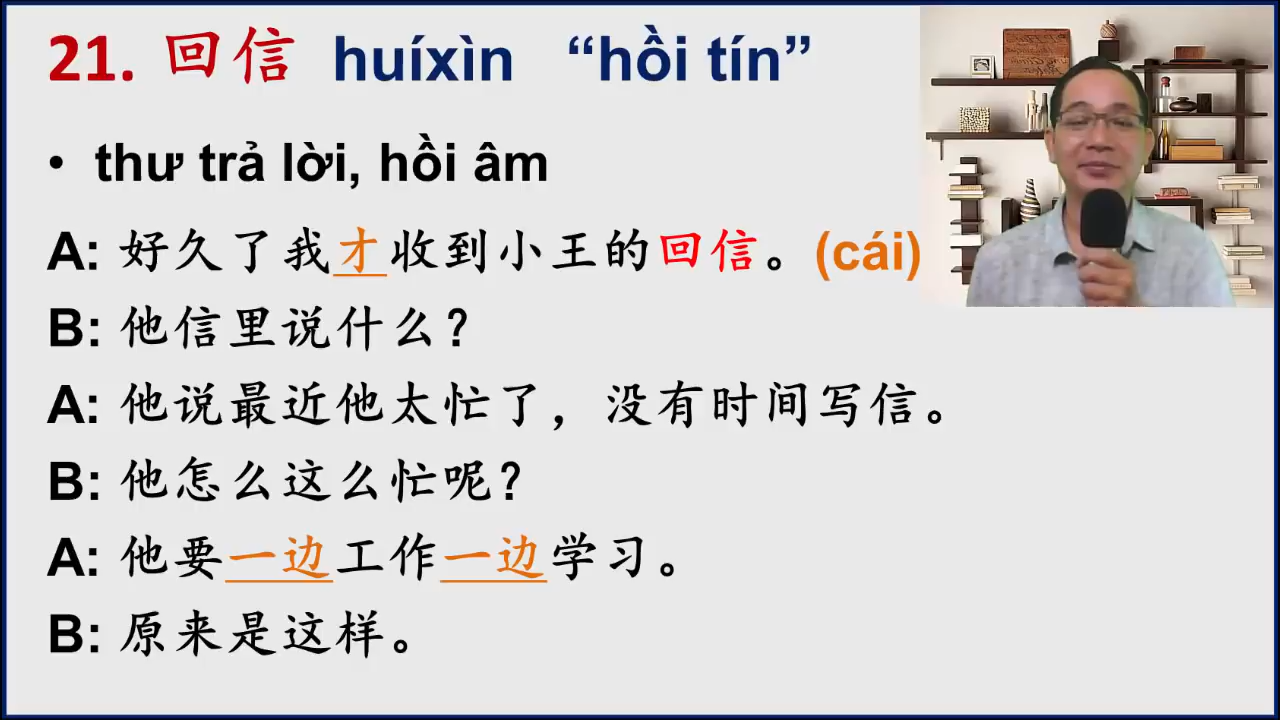 21. 回信 huíxìn “hồi tín”
• thư trả lời, hồi âm
A: 好久了我才收到小王的回信。(cái)
B: 他信里说什么?
A: 他说最近他太忙了，没有时间写信。
B: 他怎么这么忙呢?
A: 他要一边工作一边学习。
B: 原来是这样。